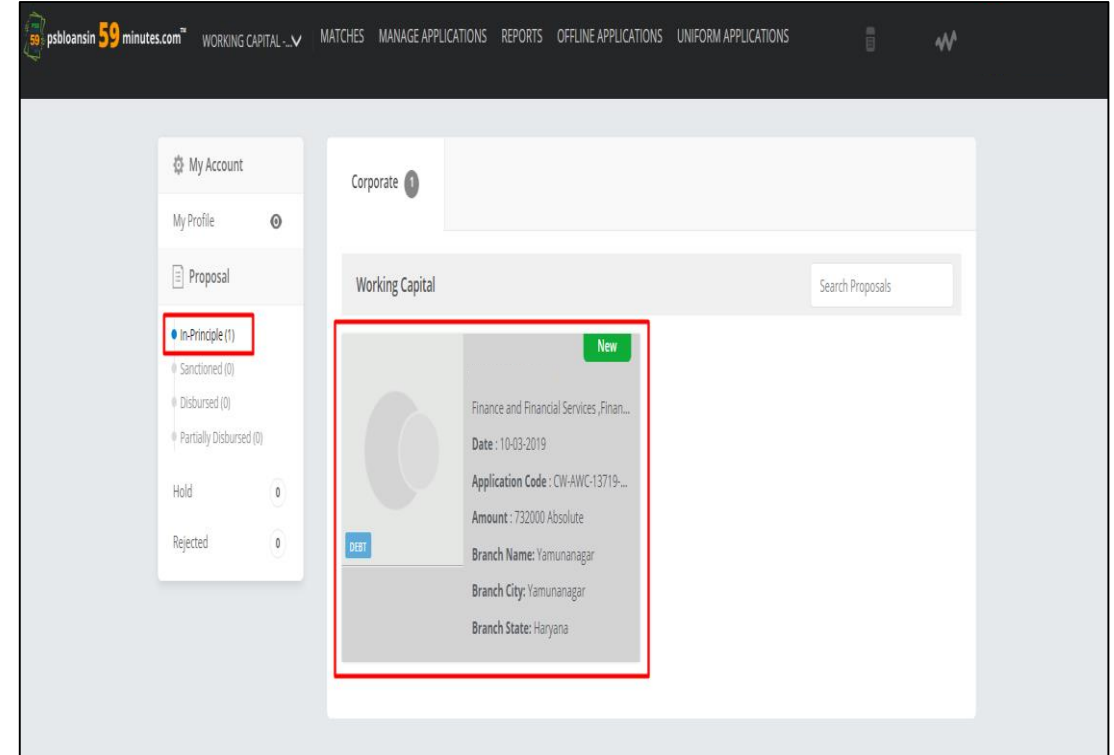 psbloansin 59 minutes.com™ WORKING CAPITAL -... MATCHES MANAGE APPLICATIONS REPORTS OFFLINE APPLICATIONS UNIFORM APPLICATIONS
My Account
My Profile
Proposal
In-Principle (1)
Sanctioned (0)
Disbursed (0)
Partially Disbursed (0)
Hold 0
Rejected 0
Corporate 1
Working Capital Search Proposals
New
Finance and Financial Services ,Finan...
Date : 10-03-2019
Application Code : CW-AWC-13719-...
Amount : 732000 Absolute
DEBT
Branch Name: Yamunanagar
Branch City: Yamunanagar
Branch State: Haryana